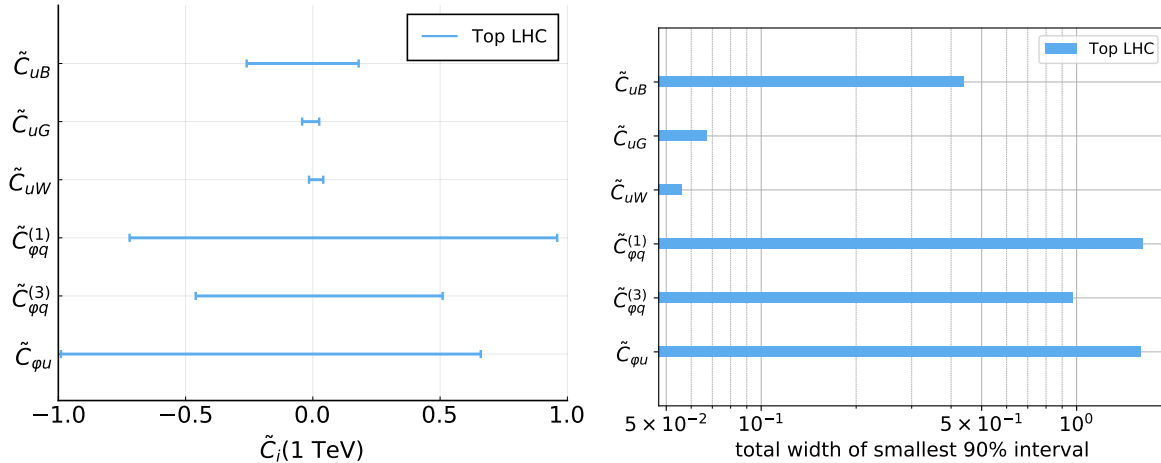 Top LHC
C̃_{uB}
C̃_{uG}
C̃_{uW}
C̃_{φq}^{(1)}
C̃_{φq}^{(3)}
C̃_{φu}
−1.0 −0.5 0.0 0.5 1.0
C̃_i(1 TeV)
Top LHC
C̃_{uB}
C̃_{uG}
C̃_{uW}
C̃_{φq}^{(1)}
C̃_{φq}^{(3)}
C̃_{φu}
5 × 10⁻² 10⁻¹ 5 × 10⁻¹ 10⁰
total width of smallest 90% interval